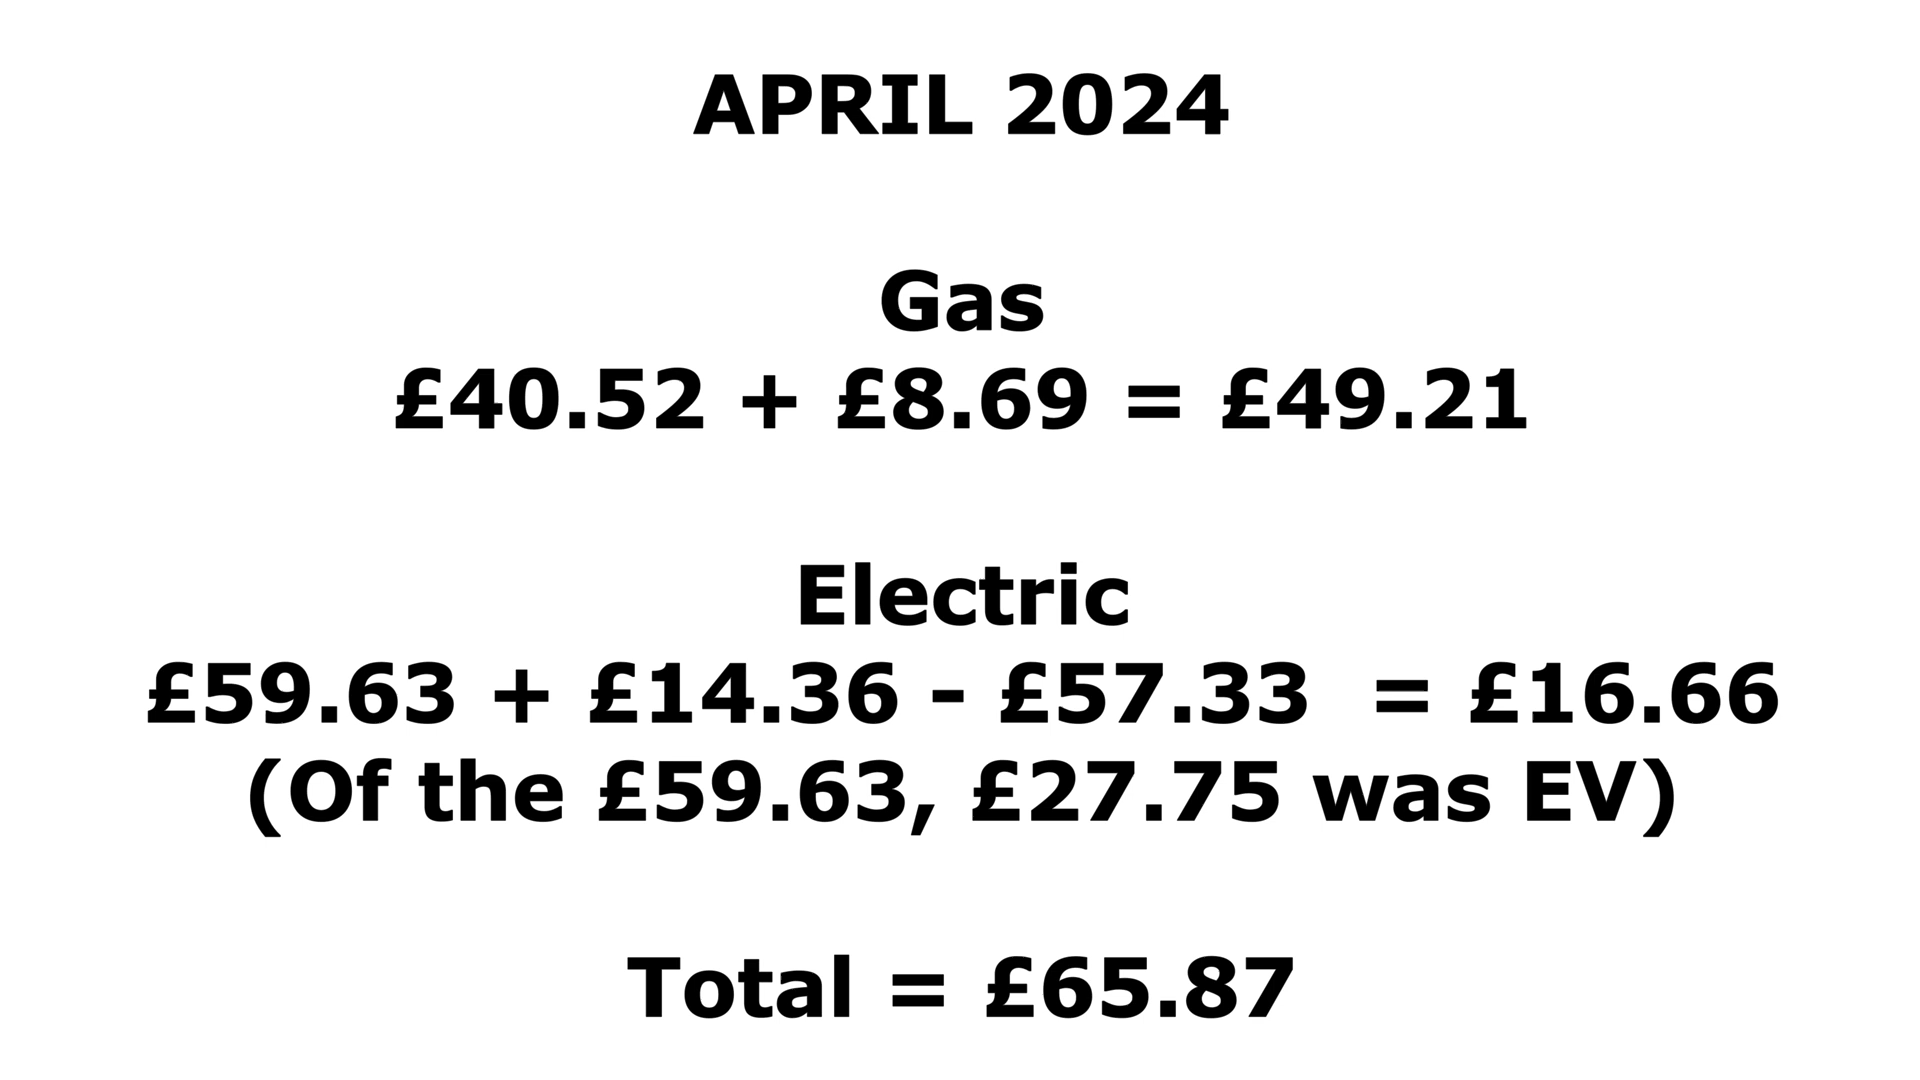 APRIL 2024
Gas
£40.52 + £8.69 = £49.21
Electric
£59.63 + £14.36 - £57.33  = £16.66
(Of the £59.63, £27.75 was EV)
Total = £65.87